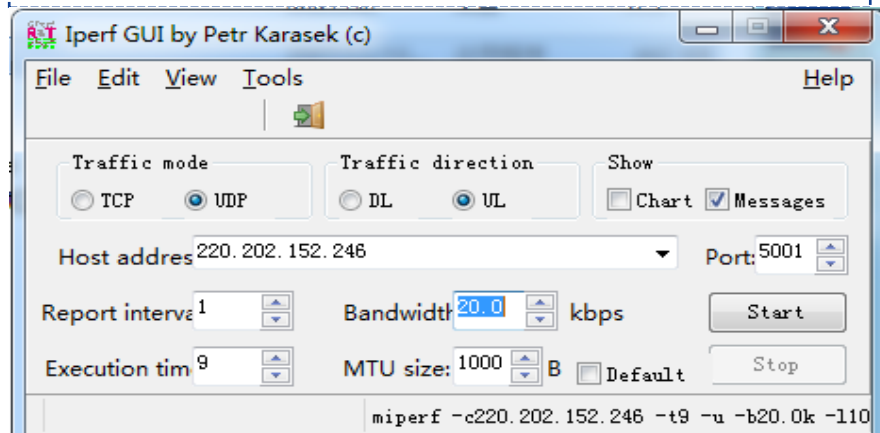 Iperf GUI by Petr Karasek (c)
File Edit View Tools Help
Traffic mode Traffic direction Show
TCP UDP DL UL Chart Messages
Host addres 220.202.152.246 Port: 5001
Report interva 1 Bandwidth 20.0 kbps Start
Execution tim 9 MTU size: 1000 B Default Stop
miperf -c220.202.152.246 -t9 -u -b20.0k -l10